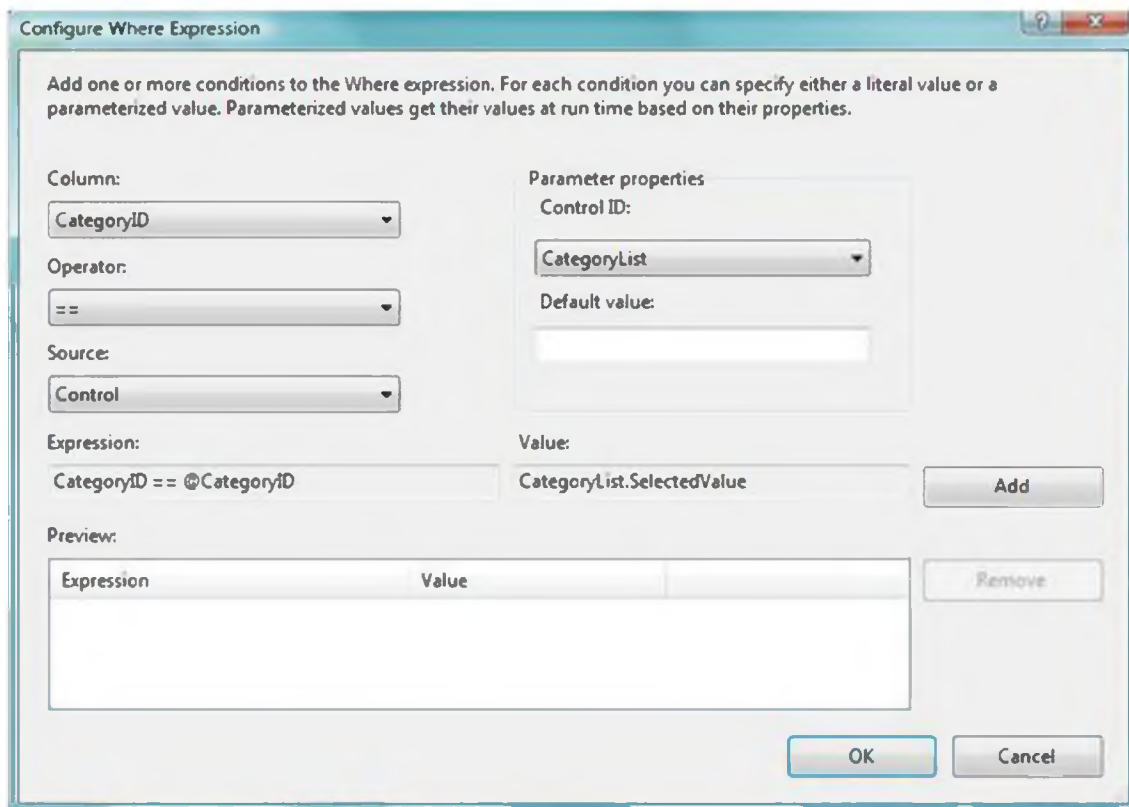 Configure Where Expression
Add one or more conditions to the Where expression. For each condition you can specify either a literal value or a
parameterized value. Parameterized values get their values at run time based on their properties.
Column:
CategoryID
Operator:
==
Source:
Control
Parameter properties
Control ID:
CategoryList
Default value:
Expression:
CategoryID == @CategoryID
Value:
CategoryList.SelectedValue
Add
Preview:
Expression Value
Remove
OK Cancel